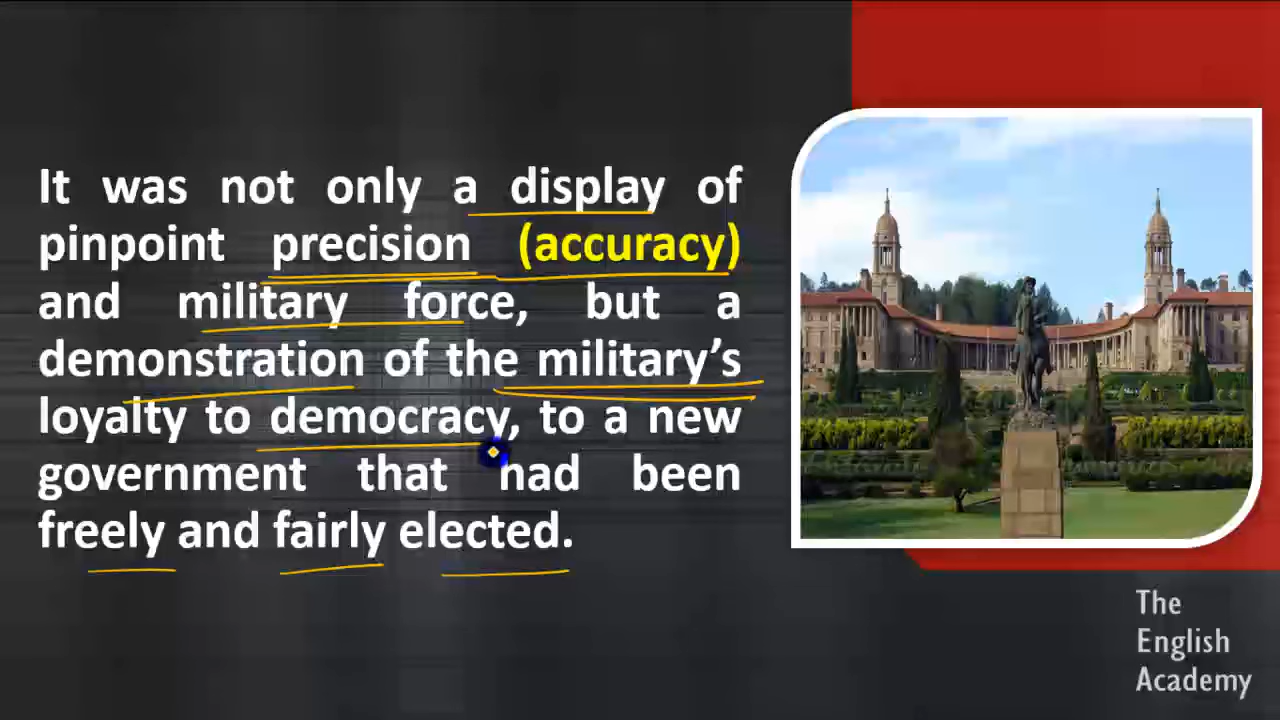 It was not only a display of
pinpoint precision (accuracy)
and military force, but a
demonstration of the military’s
loyalty to democracy, to a new
government that had been
freely and fairly elected.
The
English
Academy